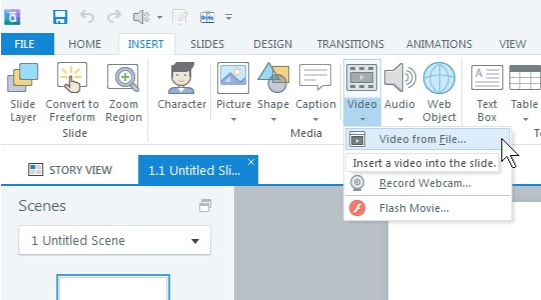 FILE HOME INSERT SLIDES DESIGN TRANSITIONS ANIMATIONS VIEW
Slide Layer
Convert to Freeform
Zoom Region
Character
Picture
Shape
Caption
Video
Audio
Web Object
Text Box
Table
Slide
Media
Video from File...
Insert a video into the slide.
Record Webcam...
Flash Movie...
STORY VIEW
1.1 Untitled Sli...
Scenes
1 Untitled Scene